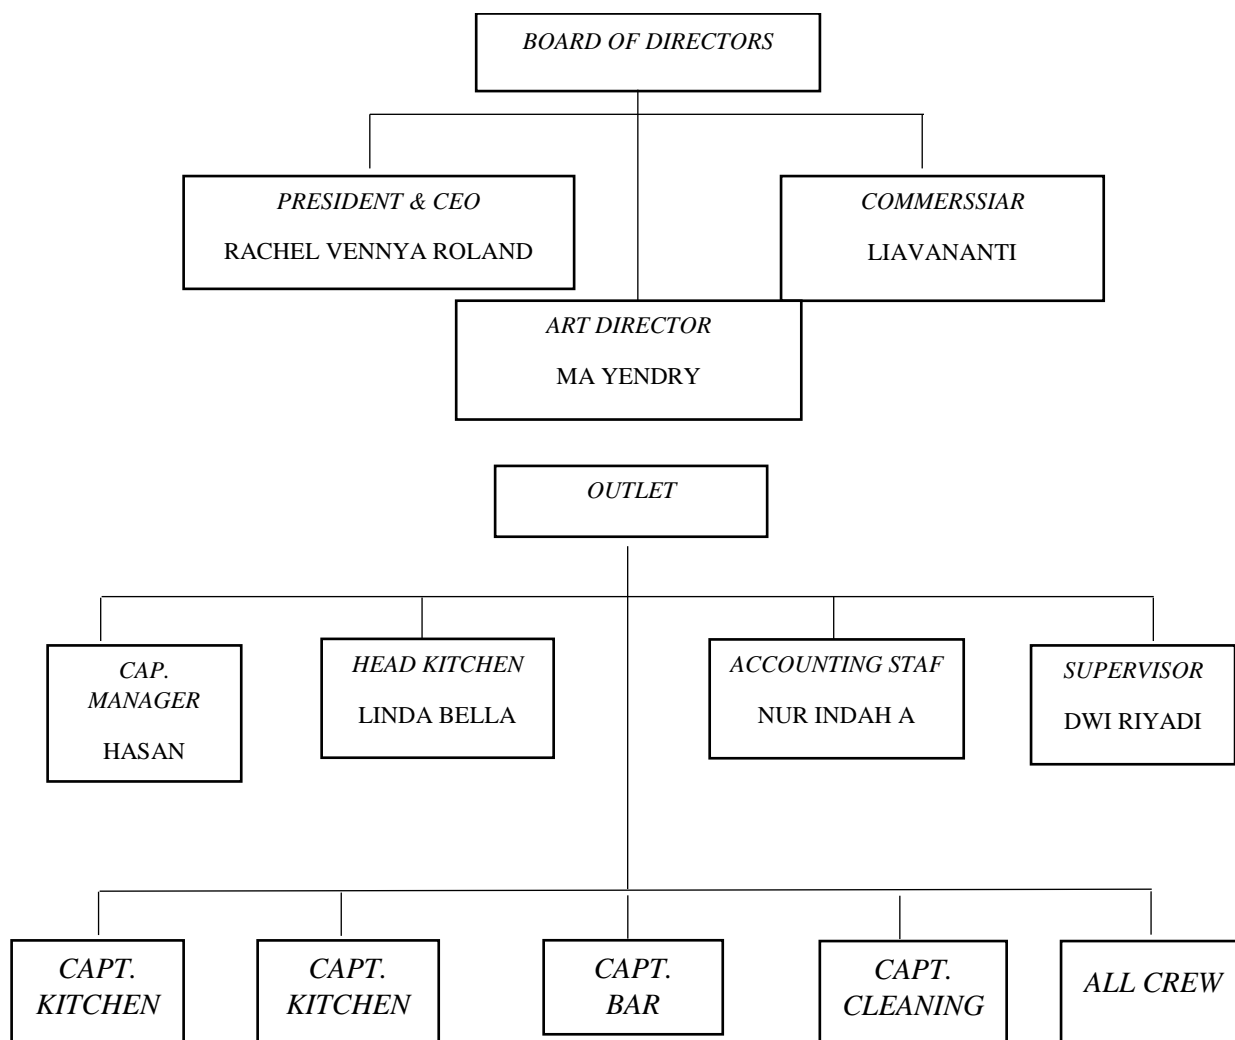 BOARD OF DIRECTORS
PRESIDENT & CEO
RACHEL VENNYA ROLAND
COMMERSSIAR
LIAVANANTI
ART DIRECTOR
MA YENDRY
OUTLET
CAP.
MANAGER
HASAN
HEAD KITCHEN
LINDA BELLA
ACCOUNTING STAF
NUR INDAH A
SUPERVISOR
DWI RIYADI
CAPT.
KITCHEN
CAPT.
KITCHEN
CAPT.
BAR
CAPT.
CLEANING
ALL CREW